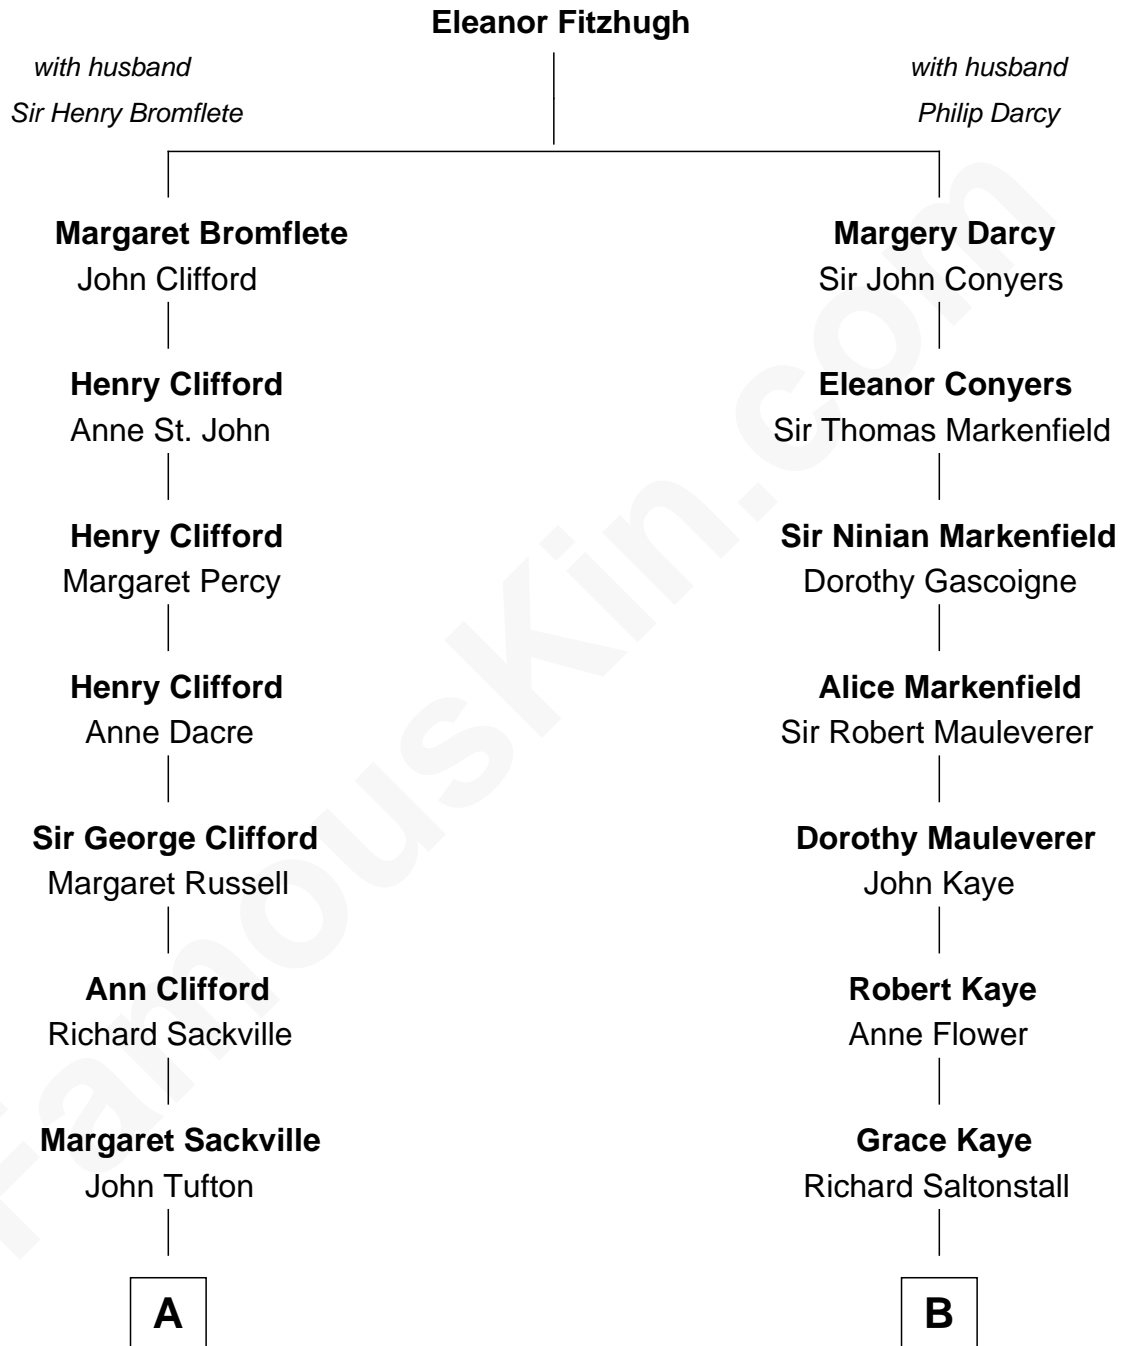 Eleanor Fitzhugh
with husband
Sir Henry Bromflete
with husband
Philip Darcy
Margaret Bromflete
John Clifford
Margery Darcy
Sir John Conyers
Henry Clifford
Anne St. John
Eleanor Conyers
Sir Thomas Markenfield
Henry Clifford
Margaret Percy
Sir Ninian Markenfield
Dorothy Gascoigne
Henry Clifford
Anne Dacre
Alice Markenfield
Sir Robert Mauleverer
Sir George Clifford
Margaret Russell
Dorothy Mauleverer
John Kaye
Ann Clifford
Richard Sackville
Robert Kaye
Anne Flower
Margaret Sackville
John Tufton
Grace Kaye
Richard Saltonstall
A
B
FamousKin.com